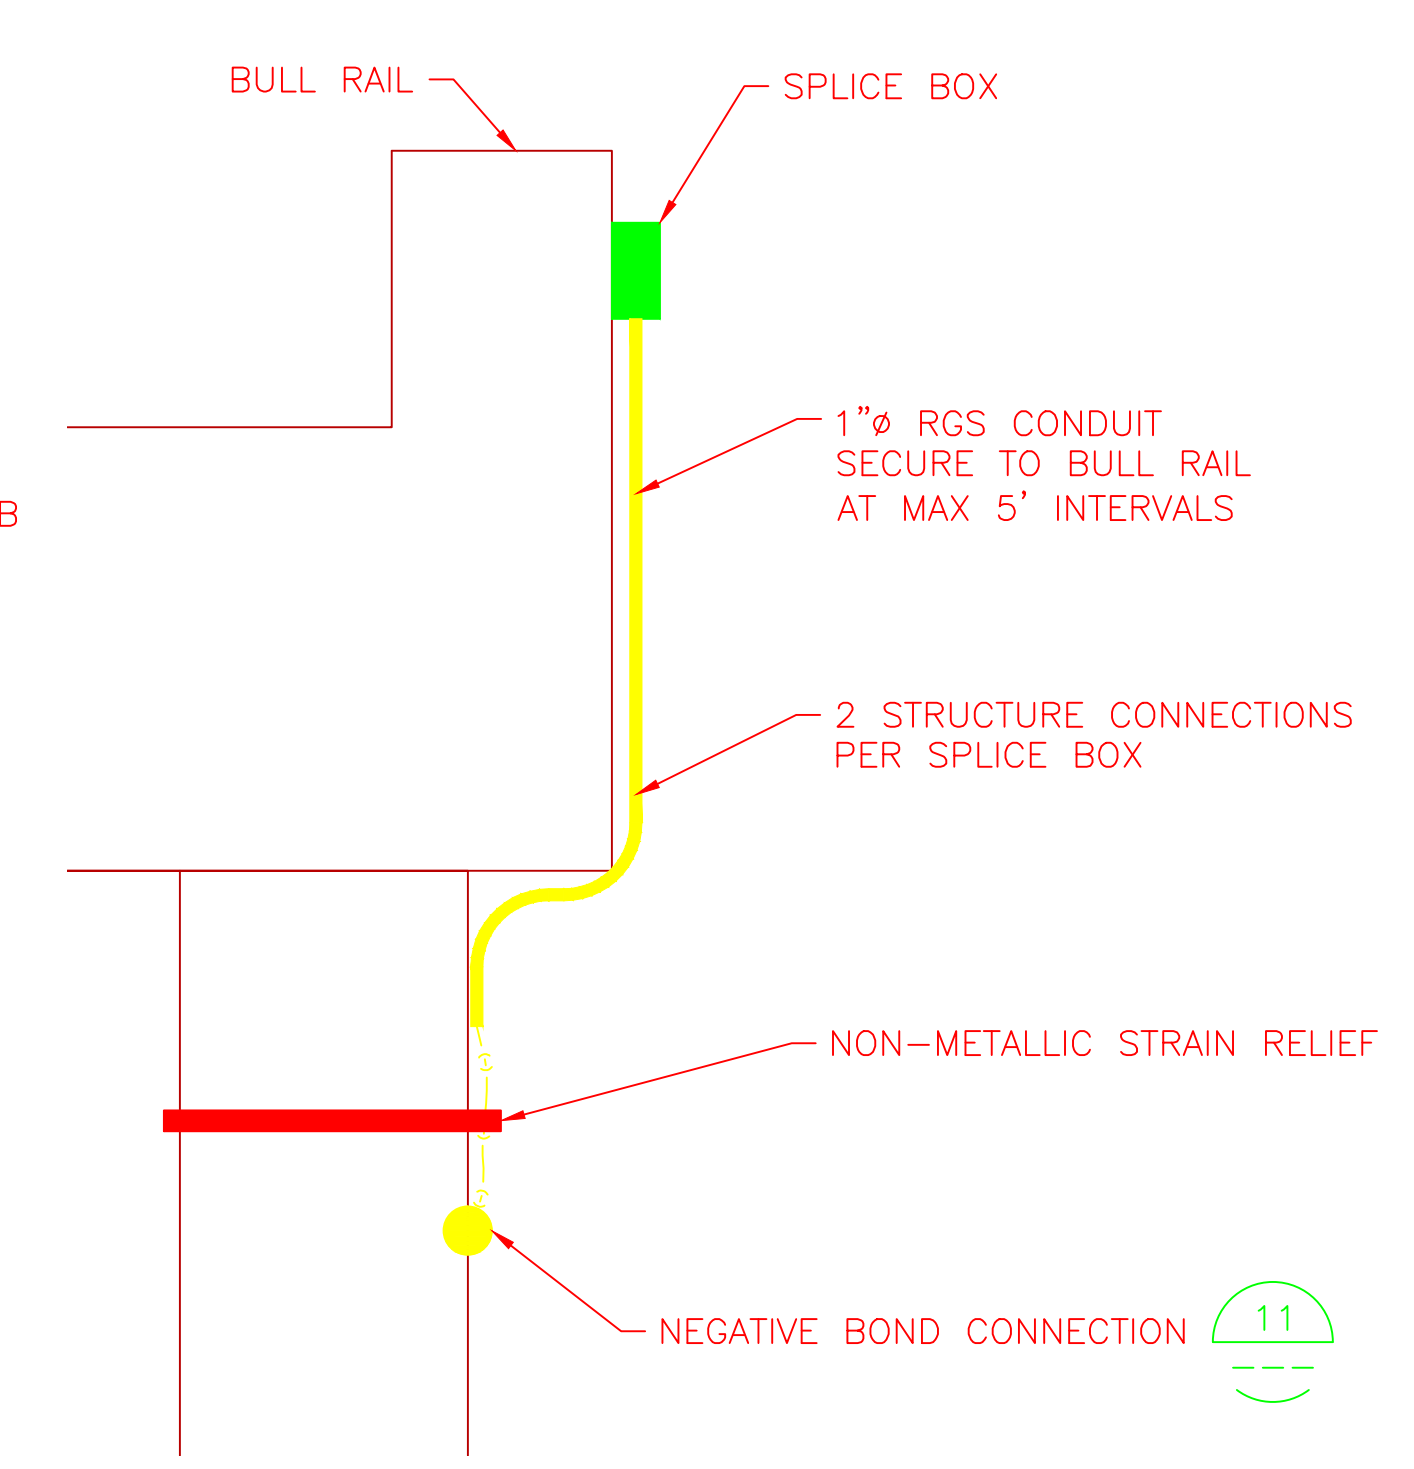 BULL RAIL
SPLICE BOX
1"ø RGS CONDUIT
SECURE TO BULL RAIL
AT MAX 5' INTERVALS
B
2 STRUCTURE CONNECTIONS
PER SPLICE BOX
NON-METALLIC STRAIN RELIEF
NEGATIVE BOND CONNECTION
11
---